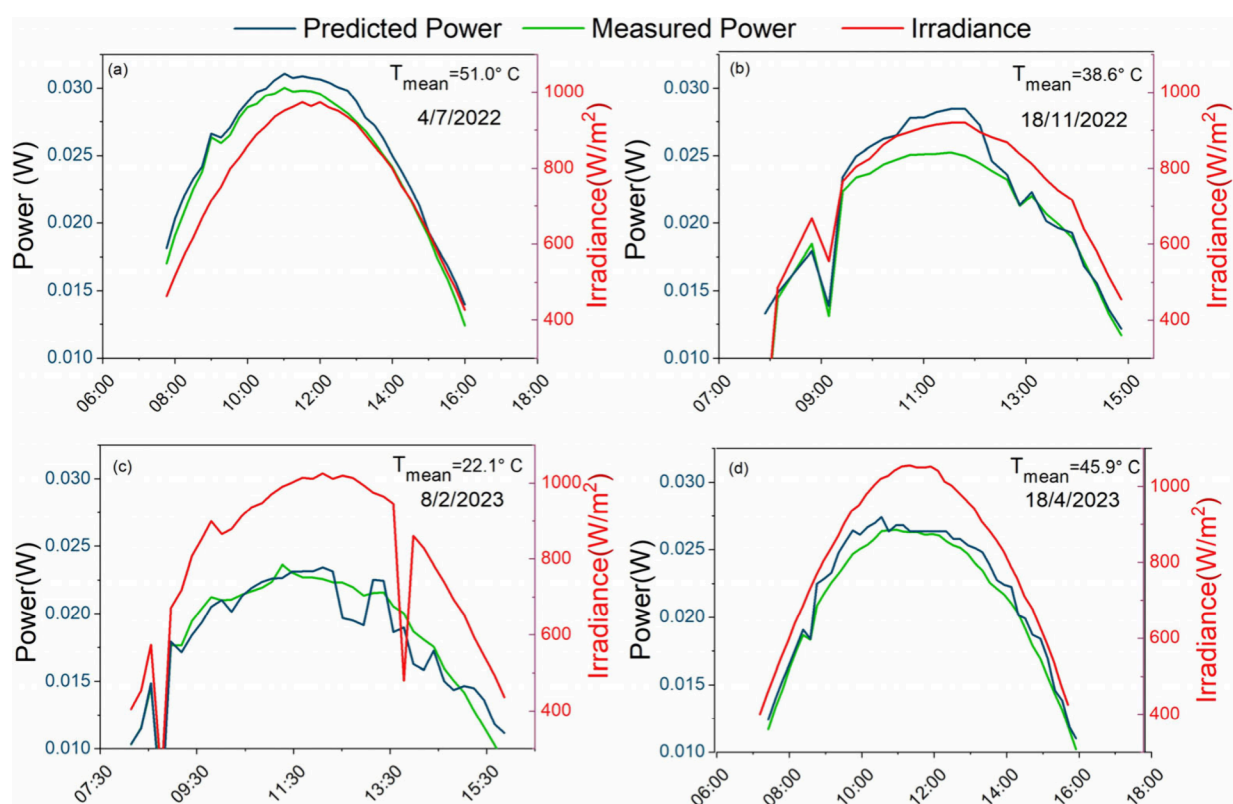 Predicted Power Measured Power Irradiance
(a)
T_mean=51.0° C
4/7/2022
Power (W)
0.030
0.025
0.020
0.015
0.010
Irradiance(W/m²)
1000
800
600
400
06:00 08:00 10:00 12:00 14:00 16:00 18:00
(b)
T_mean=38.6° C
18/11/2022
Power(W)
0.030
0.025
0.020
0.015
0.010
Irradiance(W/m²)
1000
800
600
400
07:00 09:00 11:00 13:00 15:00
(c)
T_mean=22.1° C
8/2/2023
Power(W)
0.030
0.025
0.020
0.015
0.010
Irradiance(W/m²)
1000
800
600
400
07:30 09:30 11:30 13:30 15:30
(d)
T_mean=45.9° C
18/4/2023
Power(W)
0.030
0.025
0.020
0.015
0.010
Irradiance(W/m²)
1000
800
600
400
06:00 08:00 10:00 12:00 14:00 16:00 18:00